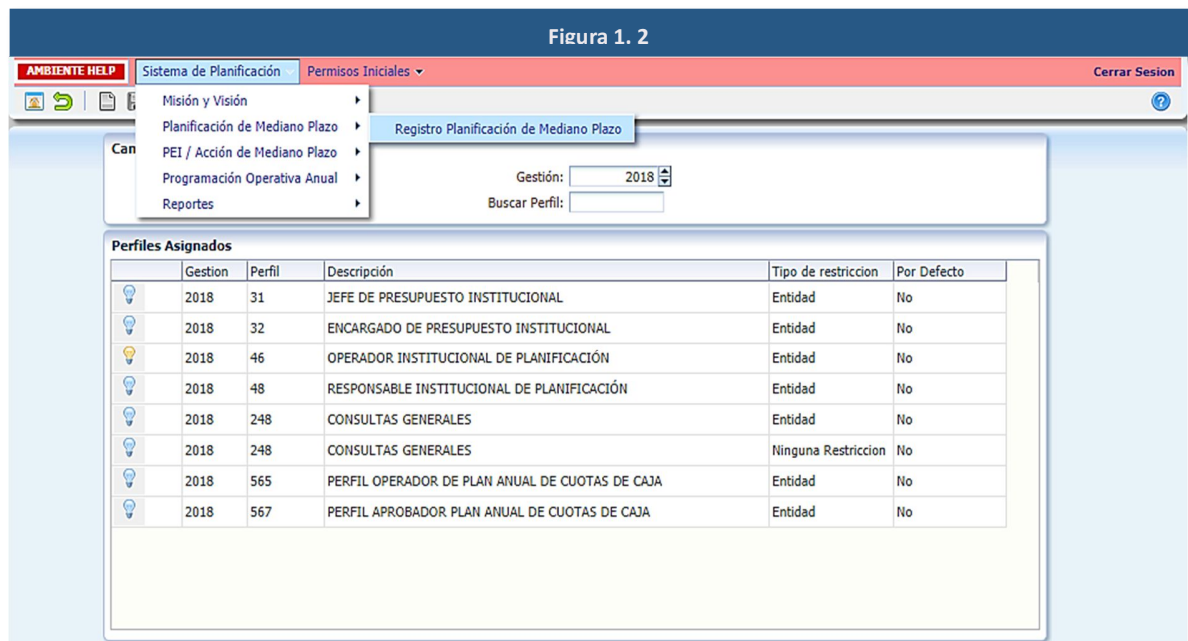 Figura 1. 2
AMBIENTE HELP Sistema de Planificación Permisos Iniciales Cerrar Sesion
Misión y Visión
Planificación de Mediano Plazo Registro Planificación de Mediano Plazo
PEI / Acción de Mediano Plazo
Programación Operativa Anual Gestión: 2018
Reportes Buscar Perfil:
Perfiles Asignados
Gestion Perfil Descripción Tipo de restriccion Por Defecto
2018 31 JEFE DE PRESUPUESTO INSTITUCIONAL Entidad No
2018 32 ENCARGADO DE PRESUPUESTO INSTITUCIONAL Entidad No
2018 46 OPERADOR INSTITUCIONAL DE PLANIFICACIÓN Entidad No
2018 48 RESPONSABLE INSTITUCIONAL DE PLANIFICACIÓN Entidad No
2018 248 CONSULTAS GENERALES Entidad No
2018 248 CONSULTAS GENERALES Ninguna Restriccion No
2018 565 PERFIL OPERADOR DE PLAN ANUAL DE CUOTAS DE CAJA Entidad No
2018 567 PERFIL APROBADOR PLAN ANUAL DE CUOTAS DE CAJA Entidad No